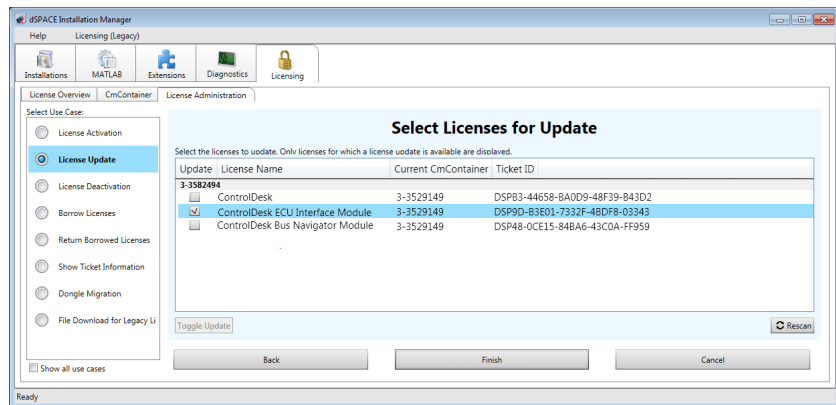 dSPACE Installation Manager
Help Licensing (Legacy)
Installations MATLAB Extensions Diagnostics Licensing
License Overview CmContainer License Administration
Select Use Case:
License Activation
License Update
License Deactivation
Borrow Licenses
Return Borrowed Licenses
Show Ticket Information
Dongle Migration
File Download for Legacy Li
Show all use cases
Select Licenses for Update
Select the licenses to update. Only licenses for which a license update is available are displayed.
Update License Name Current CmContainer Ticket ID
3-3582494
ControlDesk 3-3529149 DSPB3-44658-BA0D9-48F39-B43D2
ControlDesk ECU Interface Module 3-3529149 DSP9D-B3E01-7332F-4BDF8-03343
ControlDesk Bus Navigator Module 3-3529149 DSP48-0CE15-84BA6-43C0A-FF959
Toggle Update Rescan
Back Finish Cancel
Ready